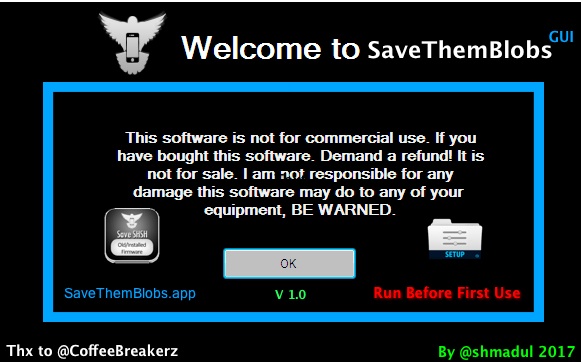 Welcome to SaveThemBlobs GUI
This software is not for commercial use. If you
have bought this software. Demand a refund! It is
not for sale. I am not responsible for any
damage this software may do to any of your
equipment, BE WARNED.
Save SHSH
Old/Installed
Firmware
SETUP
OK
SaveThemBlobs.app
V 1.0
Run Before First Use
Thx to @CoffeeBreakerz
By @shmadul 2017